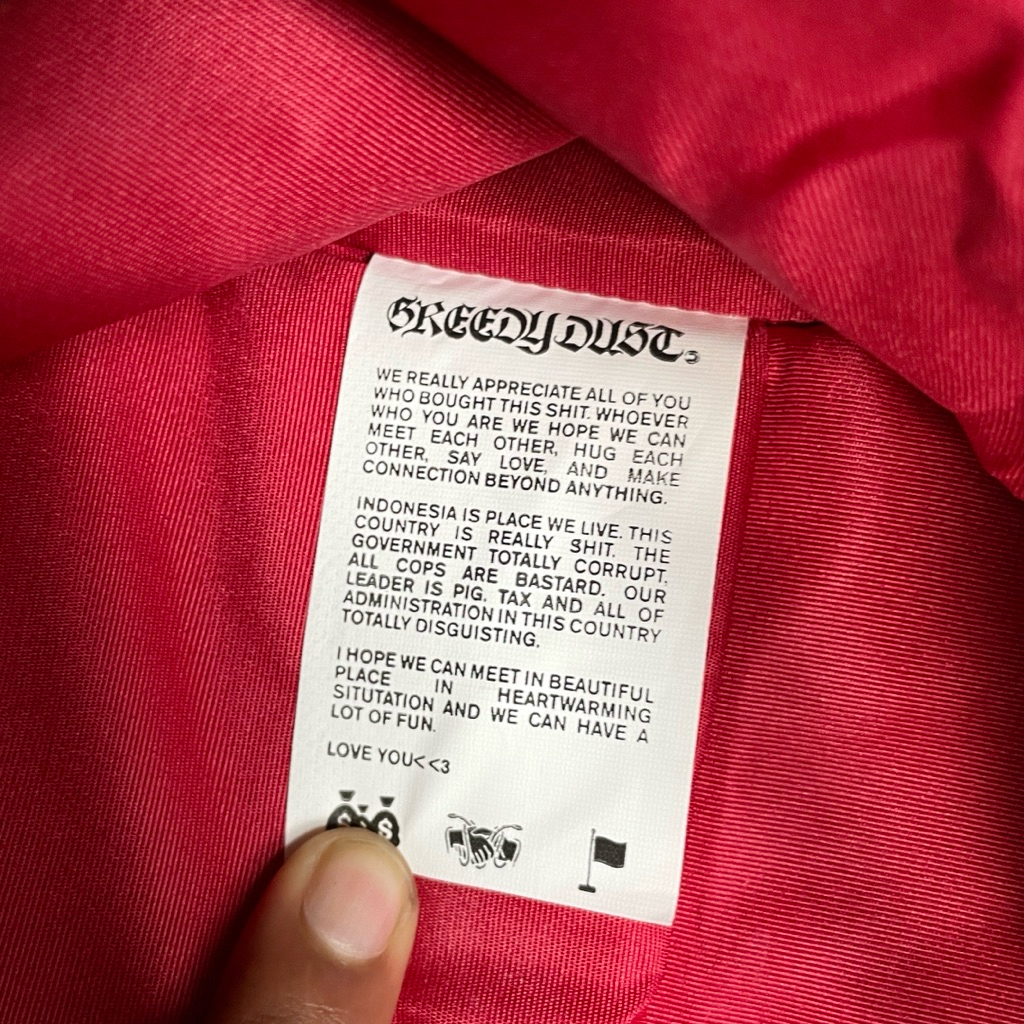 GREEDY DUST
WE REALLY APPRECIATE ALL OF YOU
WHO BOUGHT THIS SHIT. WHOEVER
WHO YOU ARE WE HOPE WE CAN
MEET EACH OTHER, HUG EACH
OTHER, SAY LOVE, AND MAKE
CONNECTION BEYOND ANYTHING.
INDONESIA IS PLACE WE LIVE. THIS
COUNTRY IS REALLY SHIT. THE
GOVERNMENT TOTALLY CORRUPT,
ALL COPS ARE BASTARD. OUR
LEADER IS PIG. TAX AND ALL OF
ADMINISTRATION IN THIS COUNTRY
TOTALLY DISGUISTING.
I HOPE WE CAN MEET IN BEAUTIFUL
PLACE IN HEARTWARMING
SITUTATION AND WE CAN HAVE A
LOT OF FUN.
LOVE YOU<<3
$ $